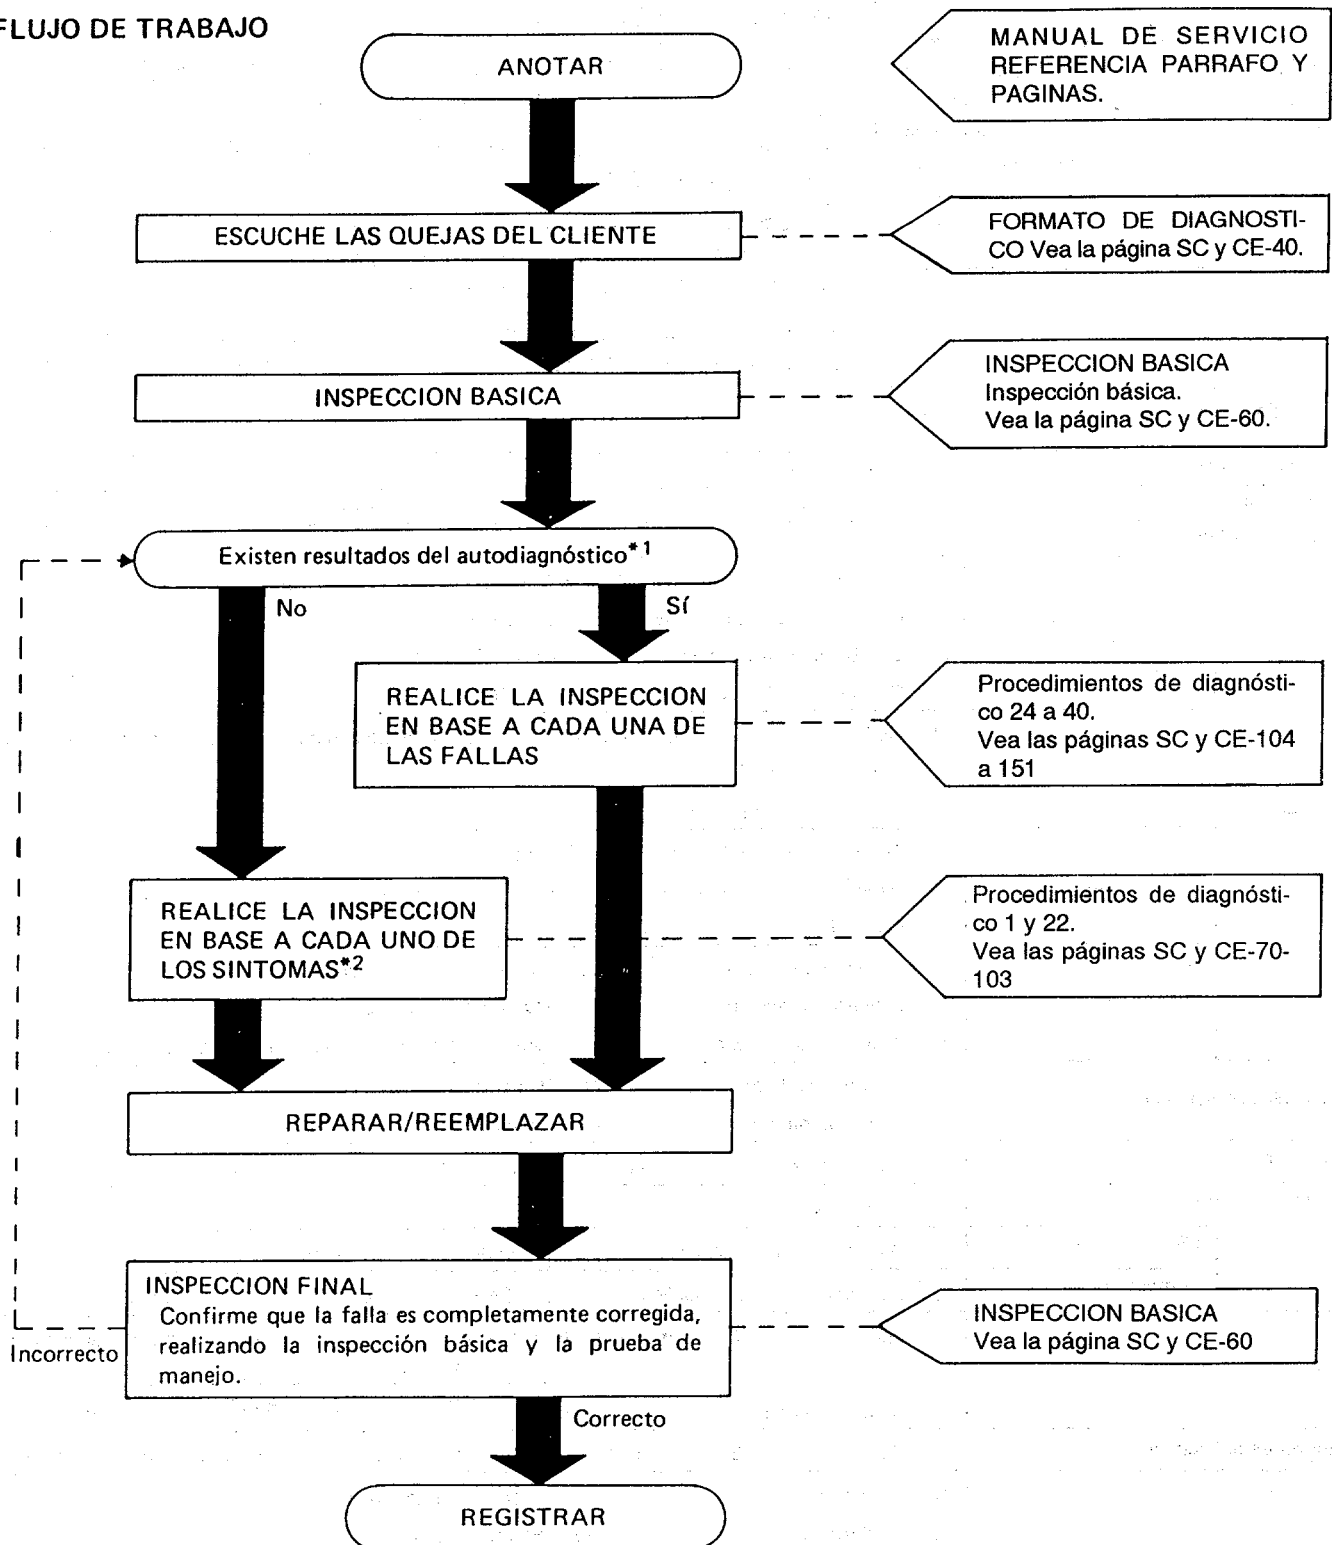 FLUJO DE TRABAJO
ANOTAR
MANUAL DE SERVICIO
REFERENCIA PARRAFO Y
PAGINAS.
ESCUCHE LAS QUEJAS DEL CLIENTE
FORMATO DE DIAGNOSTI-
CO Vea la página SC y CE-40.
INSPECCION BASICA
INSPECCION BASICA
Inspección básica.
Vea la página SC y CE-60.
Existen resultados del autodiagnóstico*1
No
Sí
REALICE LA INSPECCION
EN BASE A CADA UNA DE
LAS FALLAS
Procedimientos de diagnósti-
co 24 a 40.
Vea las páginas SC y CE-104
a 151
REALICE LA INSPECCION
EN BASE A CADA UNO DE
LOS SINTOMAS*2
Procedimientos de diagnósti-
co 1 y 22.
Vea las páginas SC y CE-70-
103
REPARAR/REEMPLAZAR
INSPECCION FINAL
Confirme que la falla es completamente corregida,
realizando la inspección básica y la prueba de
manejo.
INSPECCION BASICA
Vea la página SC y CE-60
Incorrecto
Correcto
REGISTRAR